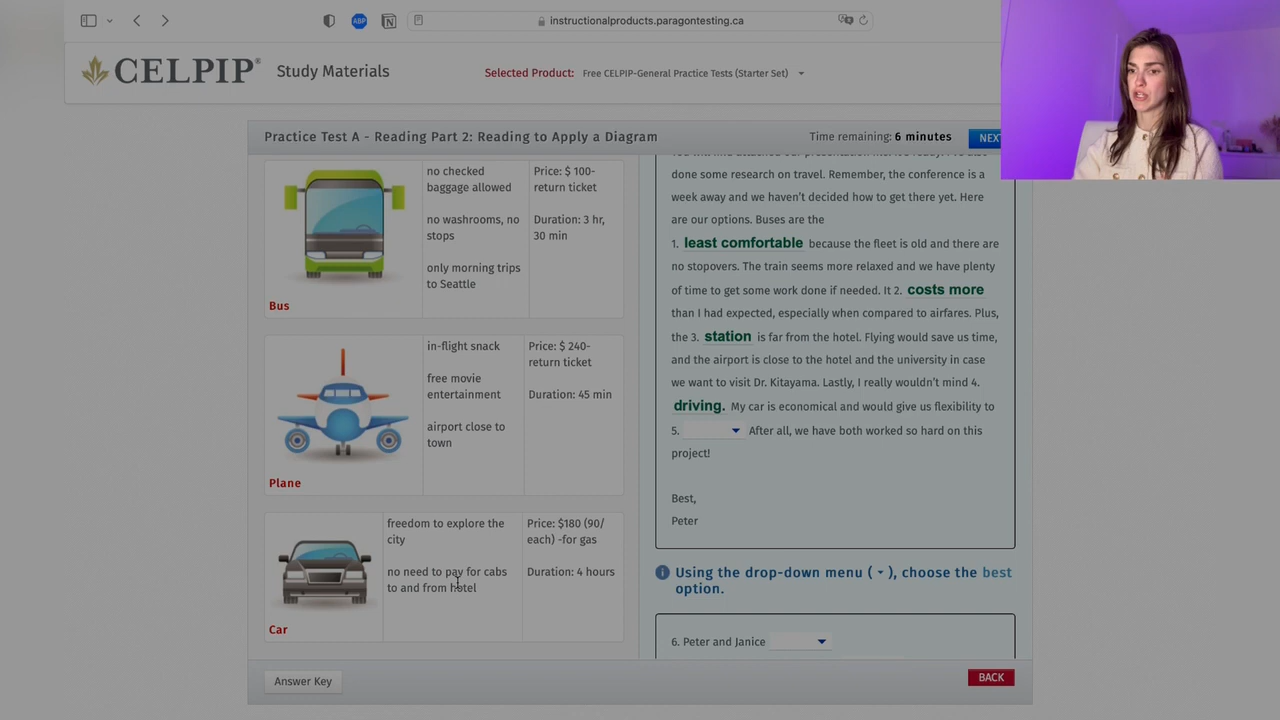 instructionalproducts.paragontesting.ca
ABP
CELPIP®
Study Materials
Selected Product: Free CELPIP-General Practice Tests (Starter Set)
Practice Test A - Reading Part 2: Reading to Apply a Diagram
Time remaining: 6 minutes
NEXT
Bus
no checked
baggage allowed
no washrooms, no
stops
only morning trips
to Seattle
Price: $ 100-
return ticket
Duration: 3 hr,
30 min
Plane
in-flight snack
free movie
entertainment
airport close to
town
Price: $ 240-
return ticket
Duration: 45 min
Car
freedom to explore the
city
no need to pay for cabs
to and from hotel
Price: $180 (90/
each) -for gas
Duration: 4 hours
done some research on travel. Remember, the conference is a
week away and we haven't decided how to get there yet. Here
are our options. Buses are the
1. least comfortable because the fleet is old and there are
no stopovers. The train seems more relaxed and we have plenty
of time to get some work done if needed. It 2. costs more
than I had expected, especially when compared to airfares. Plus,
the 3. station is far from the hotel. Flying would save us time,
and the airport is close to the hotel and the university in case
we want to visit Dr. Kitayama. Lastly, I really wouldn't mind 4.
driving. My car is economical and would give us flexibility to
5. After all, we have both worked so hard on this
project!
Best,
Peter
Using the drop-down menu ( ), choose the best
option.
6. Peter and Janice
Answer Key
BACK